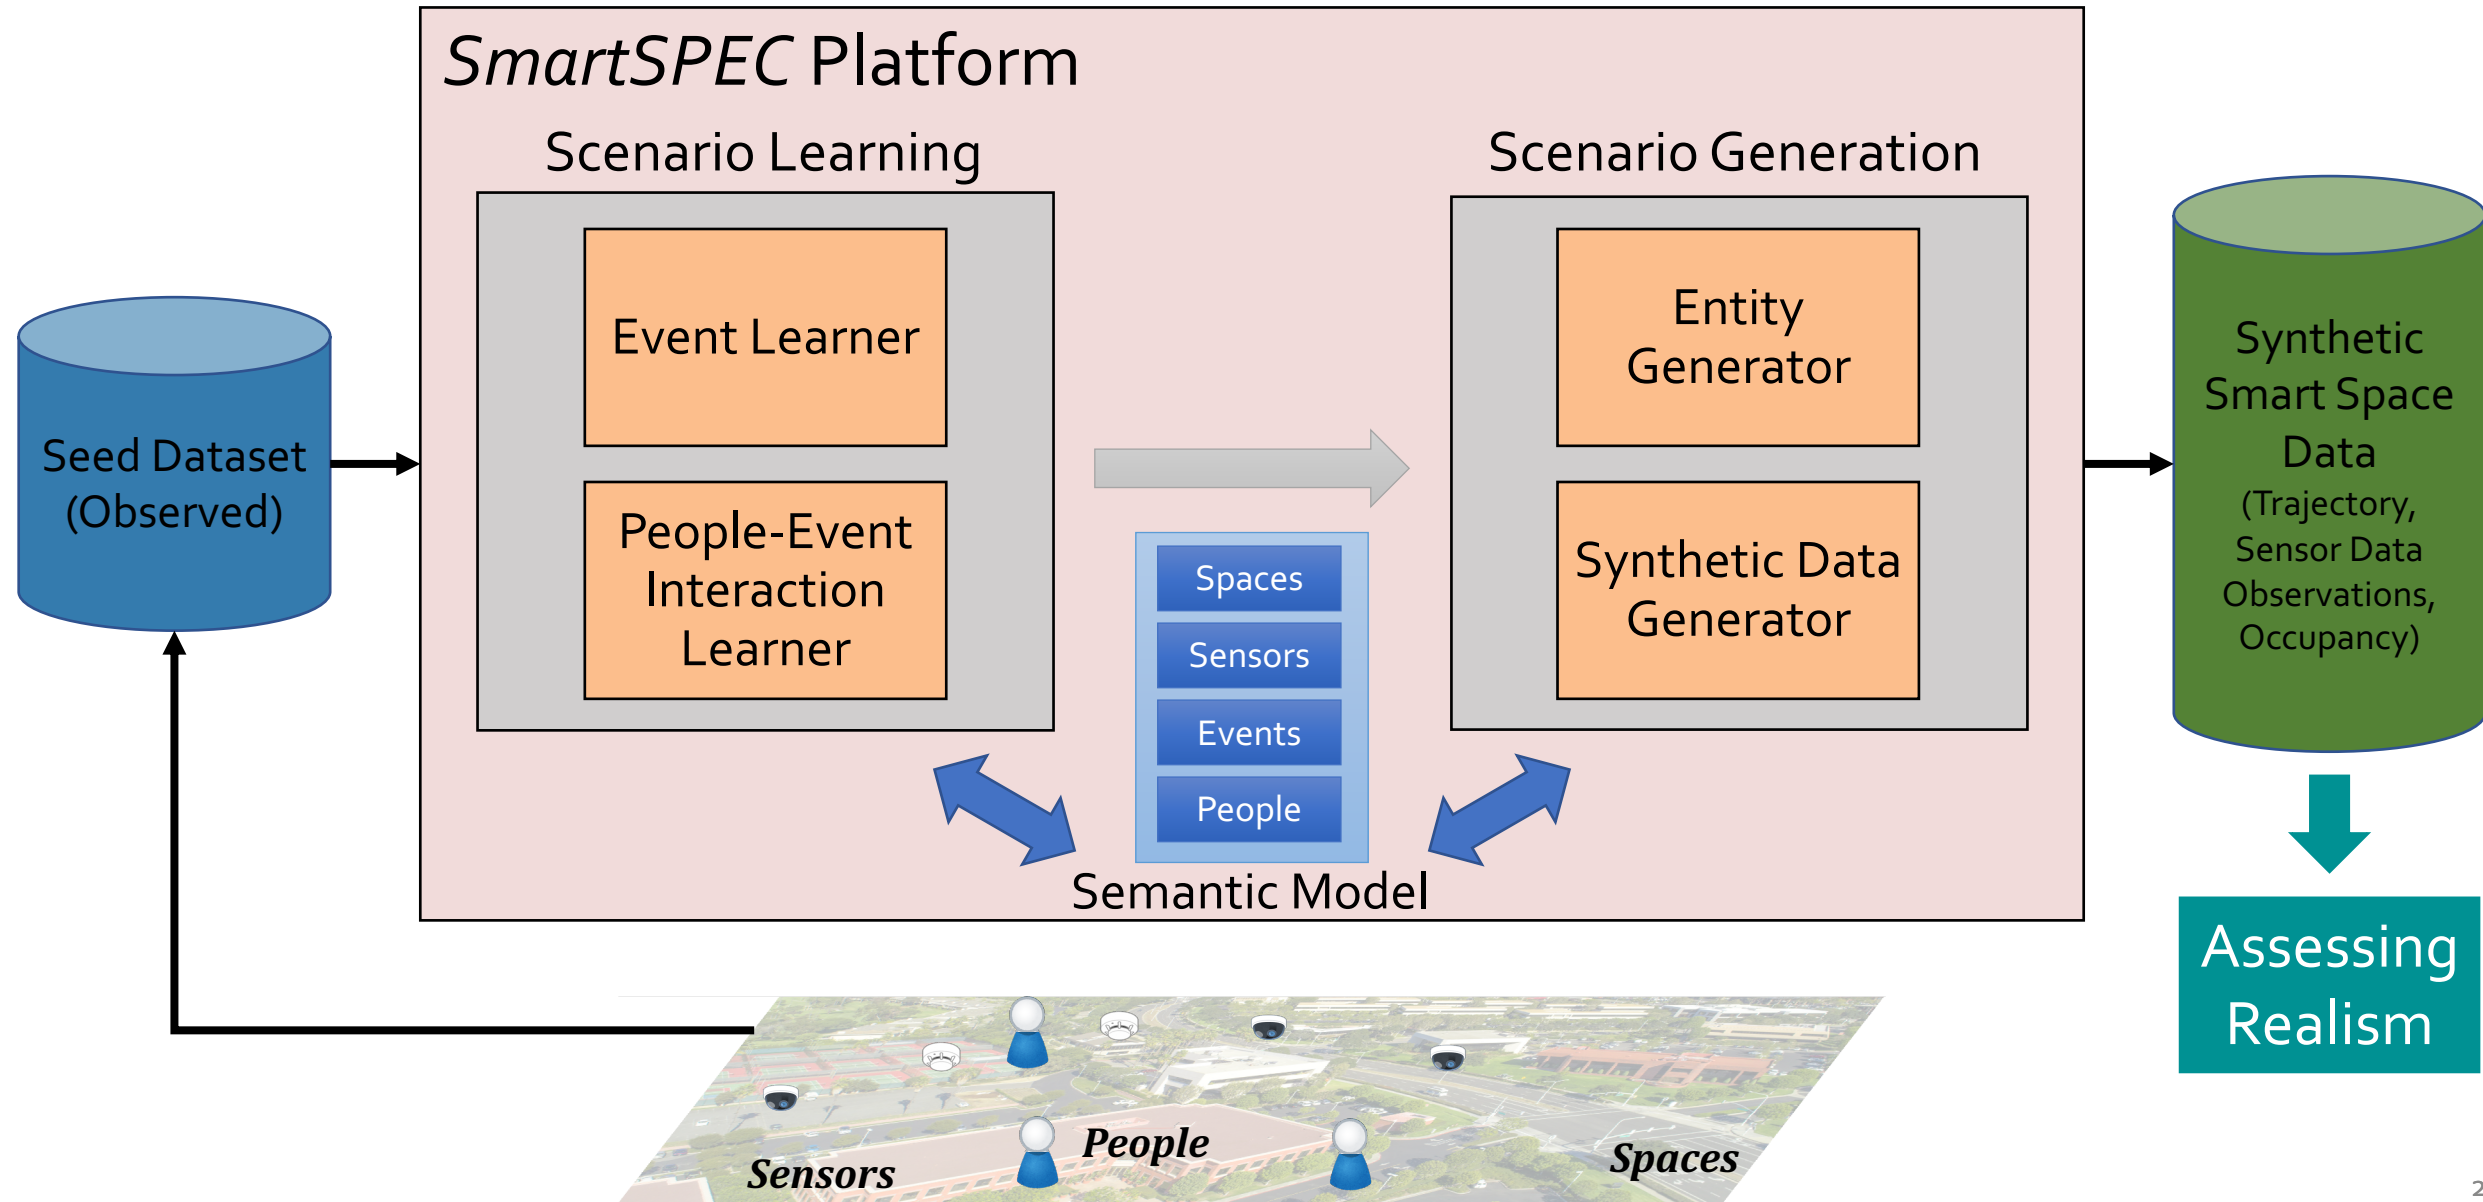 SmartSPEC Platform
Scenario Learning
Scenario Generation
Seed Dataset
(Observed)
Event Learner
People-Event
Interaction
Learner
Spaces
Sensors
Events
People
Semantic Model
Entity
Generator
Synthetic Data
Generator
Synthetic
Smart Space
Data
(Trajectory,
Sensor Data
Observations,
Occupancy)
Assessing
Realism
People
Sensors
Spaces
2